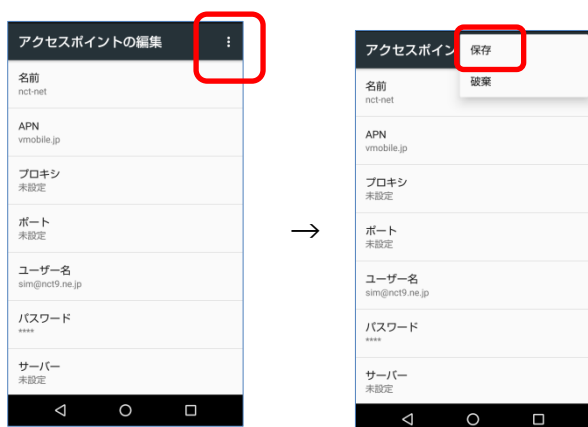 アクセスポイントの編集
名前
nct-net
APN
vmobile.jp
プロキシ
未設定
ポート
未設定
ユーザー名
sim@nct9.ne.jp
パスワード
****
サーバー
未設定
→
アクセスポイン
保存
破棄
名前
nct-net
APN
vmobile.jp
プロキシ
未設定
ポート
未設定
ユーザー名
sim@nct9.ne.jp
パスワード
****
サーバー
未設定